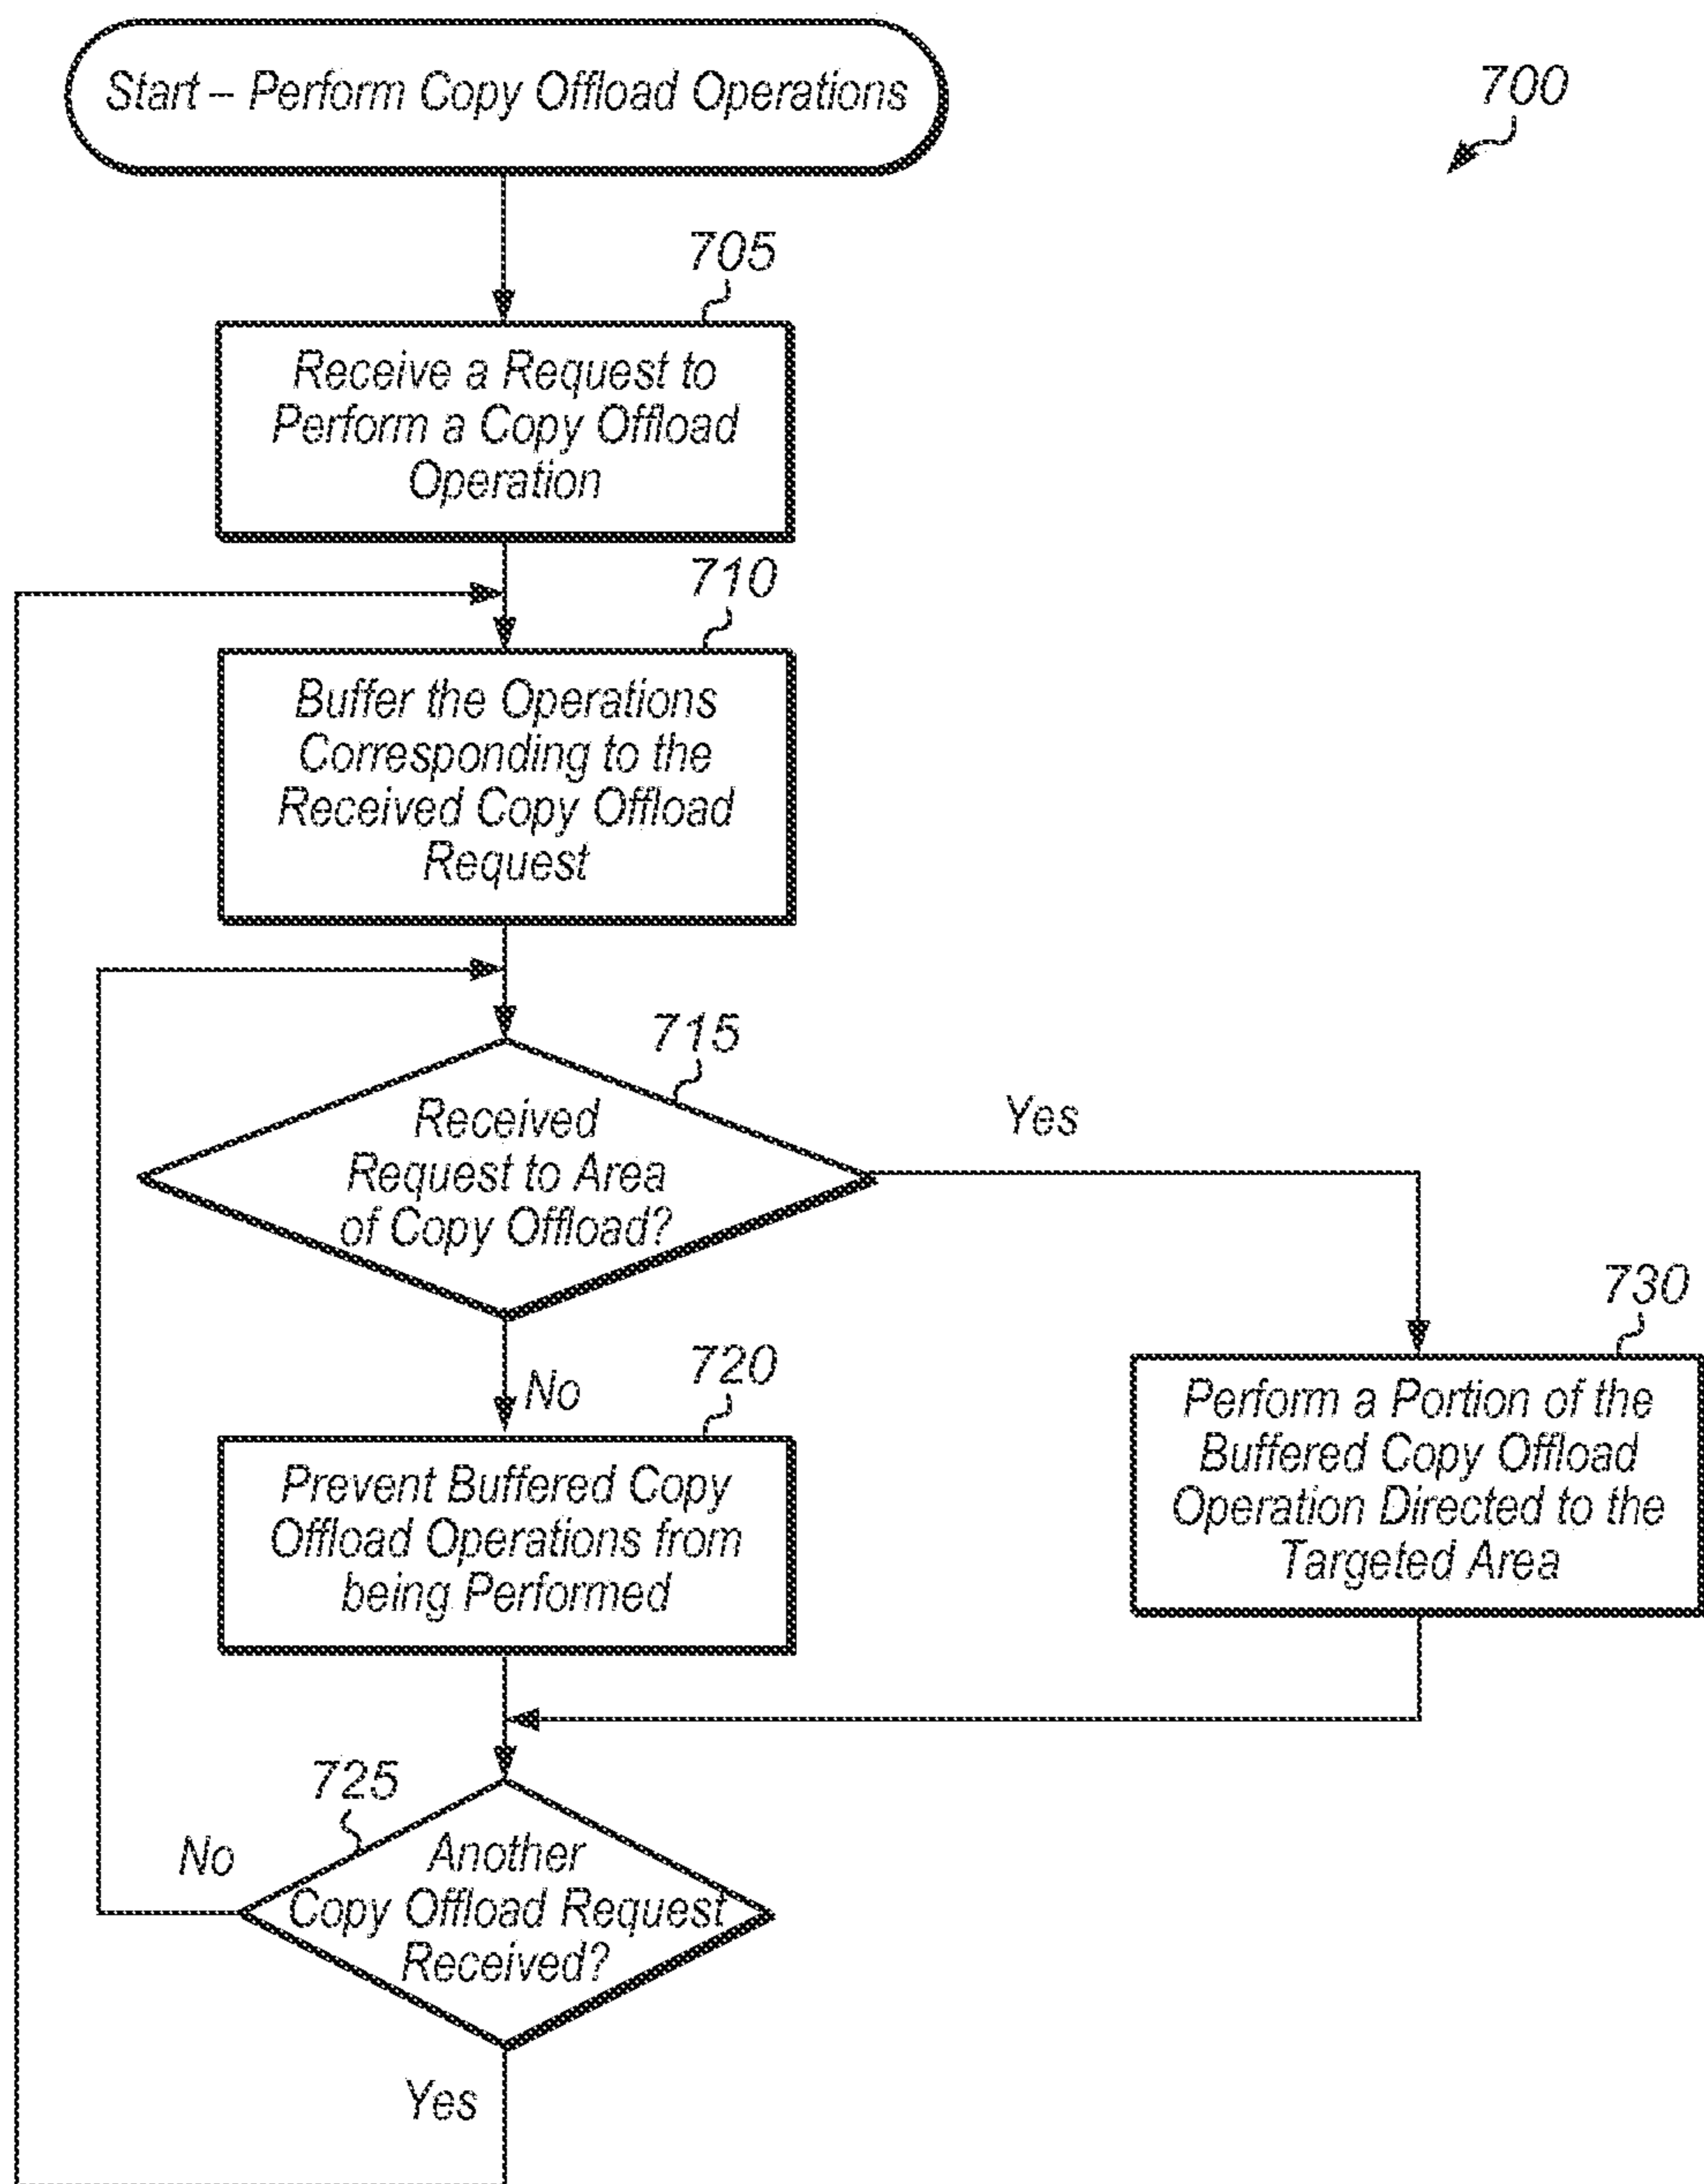 Start – Perform Copy Offload Operations
700
705
Receive a Request to
Perform a Copy Offload
Operation
710
Buffer the Operations
Corresponding to the
Received Copy Offload
Request
715
Received
Request to Area
of Copy Offload?
Yes
No
720
Prevent Buffered Copy
Offload Operations from
being Performed
730
Perform a Portion of the
Buffered Copy Offload
Operation Directed to the
Targeted Area
725
No
Another
Copy Offload Request
Received?
Yes